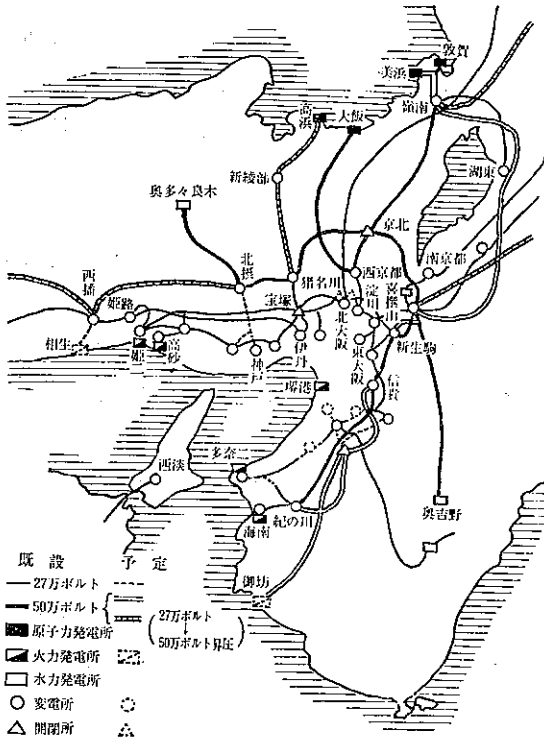 敦賀
美浜
嶺南
高浜
大飯
湖東
新綾部
奥多々良木
京北
北摂
猪名川
西京都
南京都
喜撰山
西播
姫路
宝塚
淀川
北大阪
新生駒
相生
姫二
高砂
神戸
伊丹
東大阪
堺港
信貴
多奈二
西淡
紀の川
海南
奥吉野
御坊
既設 予定
27万ボルト
50万ボルト
27万ボルト
↓
50万ボルト昇圧
原子力発電所
火力発電所
水力発電所
変電所
開閉所